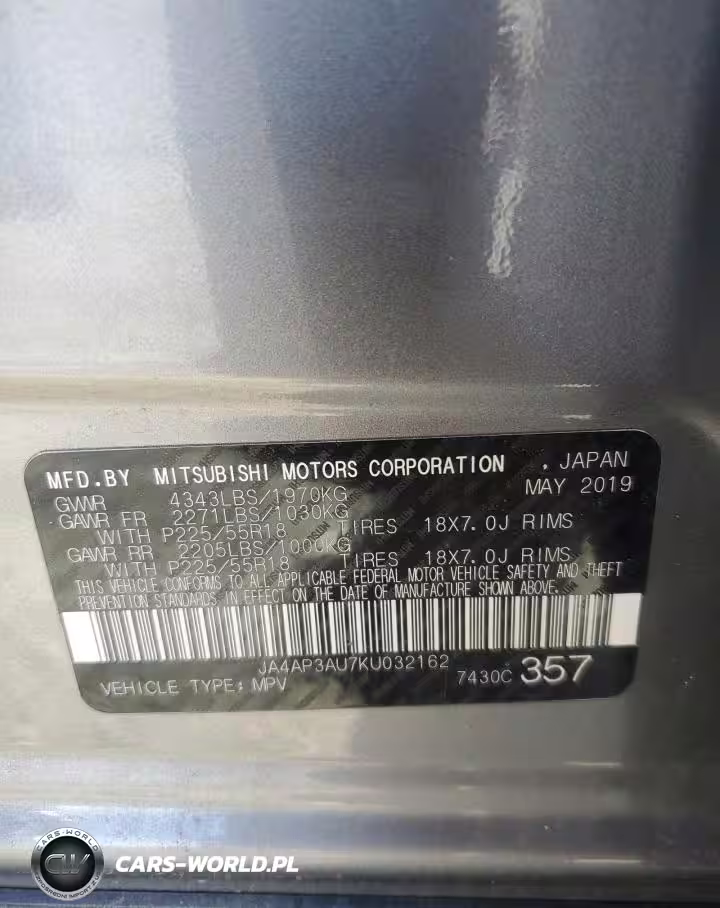 MFD.BY MITSUBISHI MOTORS CORPORATION , JAPAN
GVWR 4343LBS/1970KG MAY 2019
GAWR FR 2271LBS/1030KG
WITH P225/55R18 TIRES 18X7.0J RIMS
GAWR RR 2205LBS/1000KG
WITH P225/55R18 TIRES 18X7.0J RIMS
THIS VEHICLE CONFORMS TO ALL APPLICABLE FEDERAL MOTOR VEHICLE SAFETY AND THEFT
PREVENTION STANDARDS IN EFFECT ON THE DATE OF MANUFACTURE SHOWN ABOVE.
JA4AP3AU7KU032162
VEHICLE TYPE: MPV 7430C 357
CARS-WORLD
CW
CARS-WORLD.PL